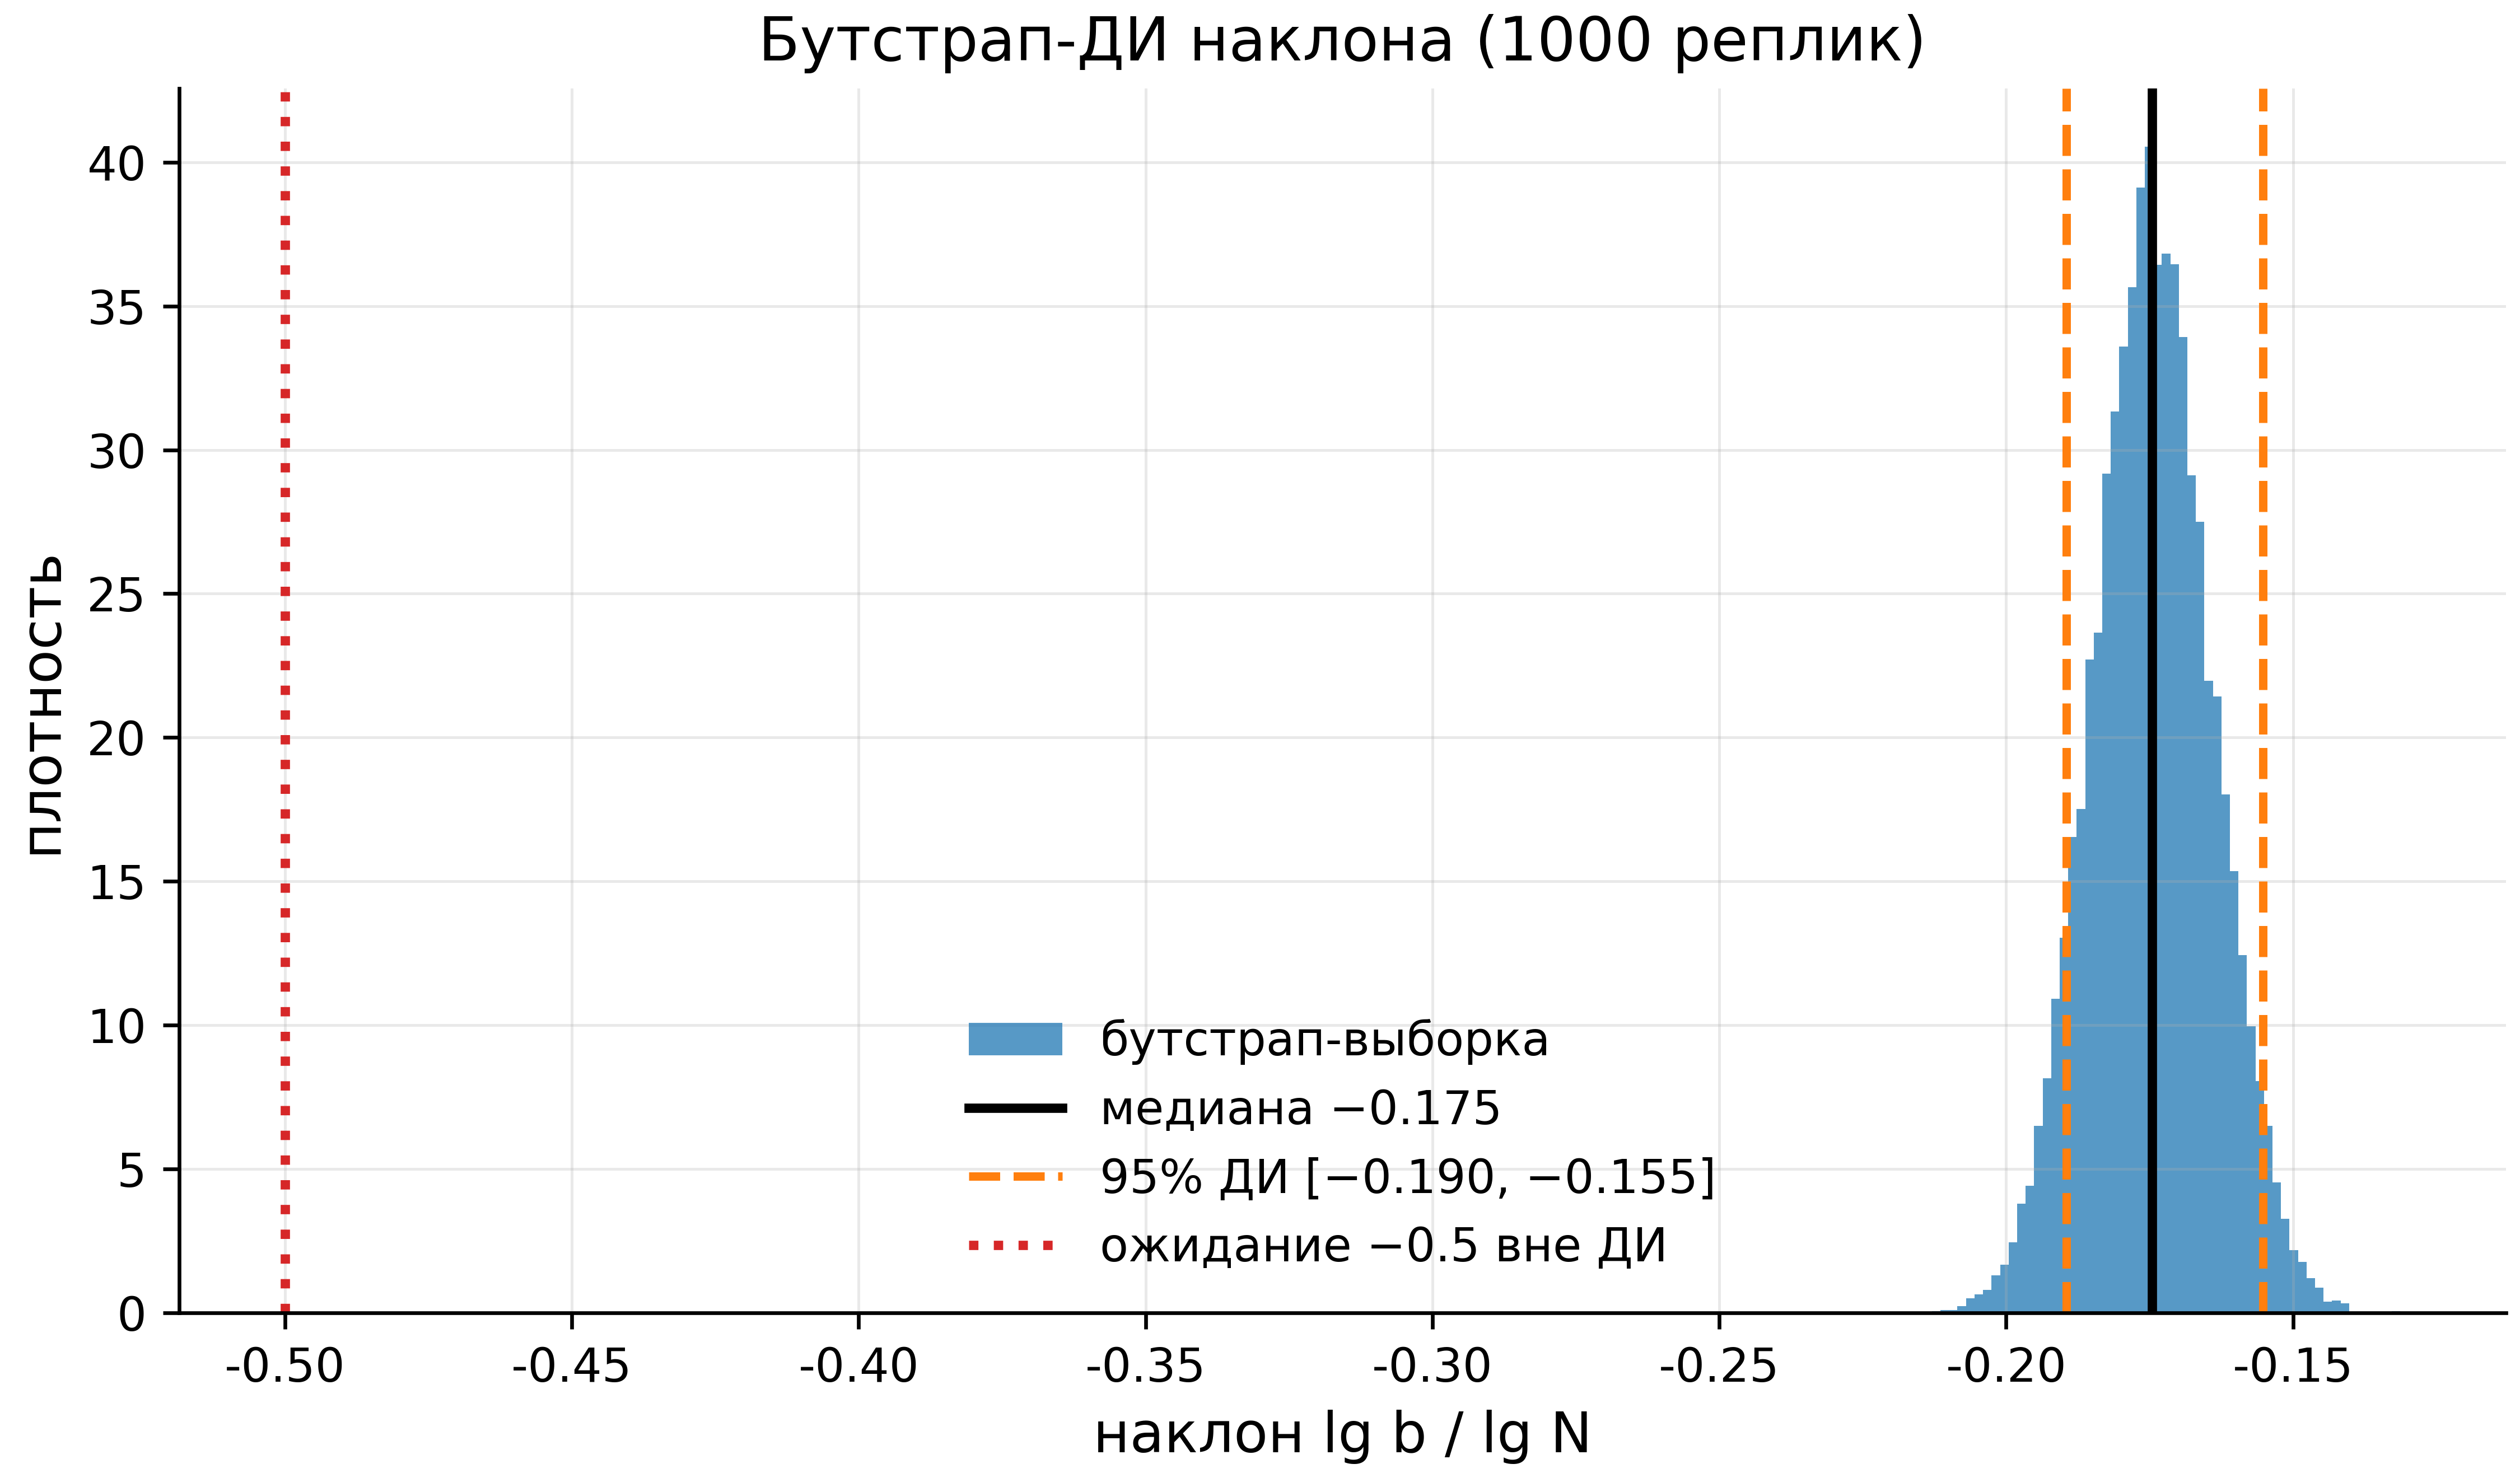 Бутстрап-ДИ наклона (1000 реплик)
плотность
40
35
30
25
20
15
10
5
0
бутстрап-выборка
медиана −0.175
95% ДИ [−0.190, −0.155]
ожидание −0.5 вне ДИ
-0.50 -0.45 -0.40 -0.35 -0.30 -0.25 -0.20 -0.15
наклон lg b / lg N